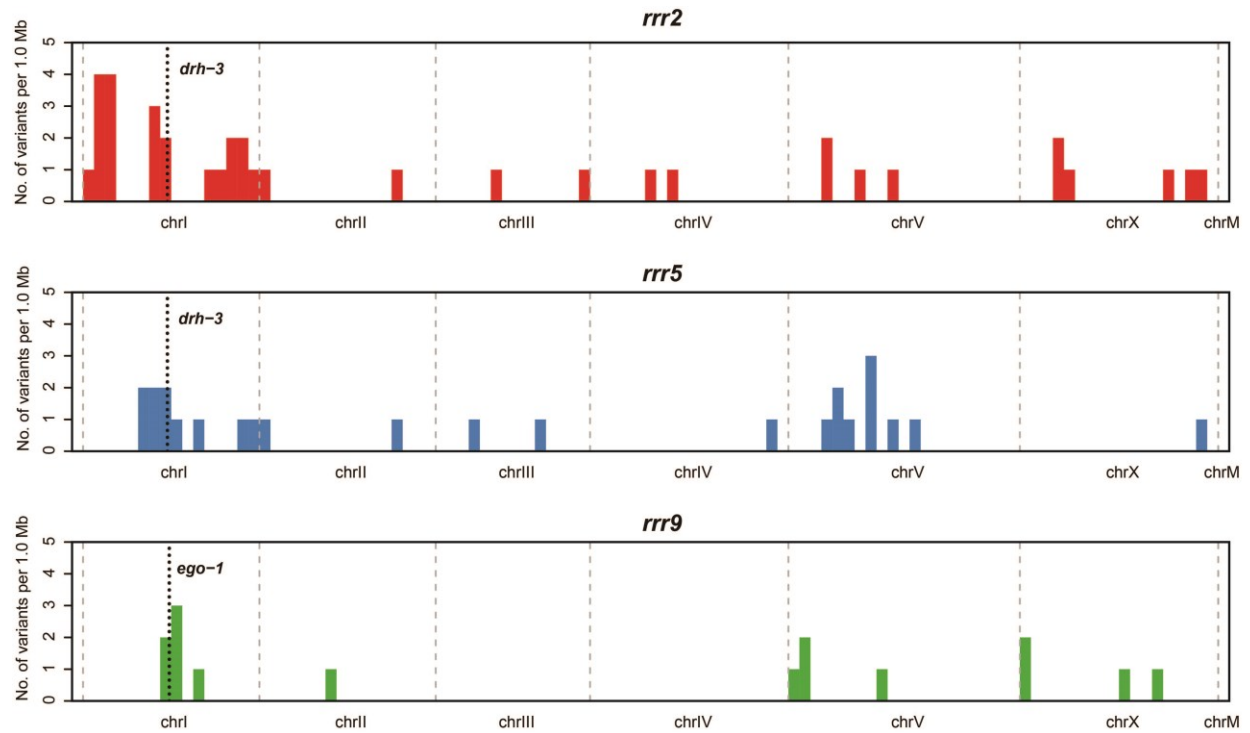 rrr2
No. of variants per 1.0 Mb
5
4
3
2
1
0
drh-3
chrI
chrII
chrIII
chrIV
chrV
chrX
chrM
rrr5
No. of variants per 1.0 Mb
5
4
3
2
1
0
drh-3
chrI
chrII
chrIII
chrIV
chrV
chrX
chrM
rrr9
No. of variants per 1.0 Mb
5
4
3
2
1
0
ego-1
chrI
chrII
chrIII
chrIV
chrV
chrX
chrM